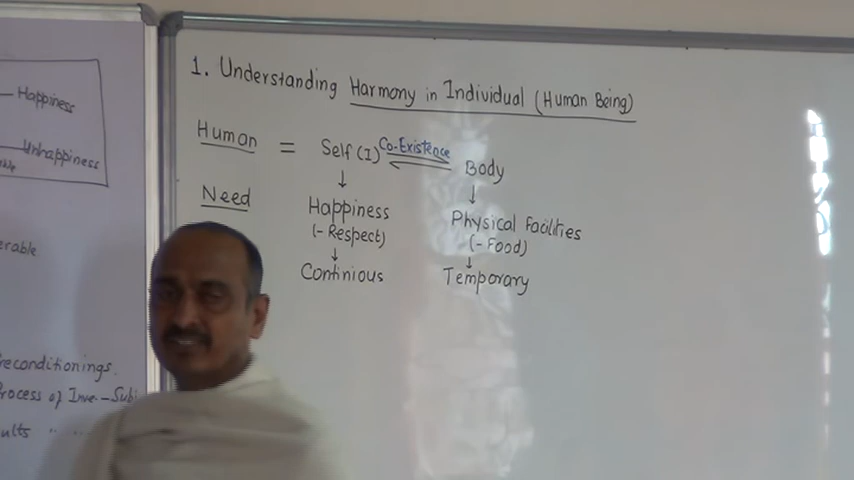 Happiness
Unhappiness
erable
reconditionings.
rocess of Inve-Sub
ults " ..
1. Understanding Harmony in Individual (Human Being)
Human = Self (I) Co-Existence Body
Need
Happiness Physical facilities
(- Respect) (- Food)
Continious Temporary